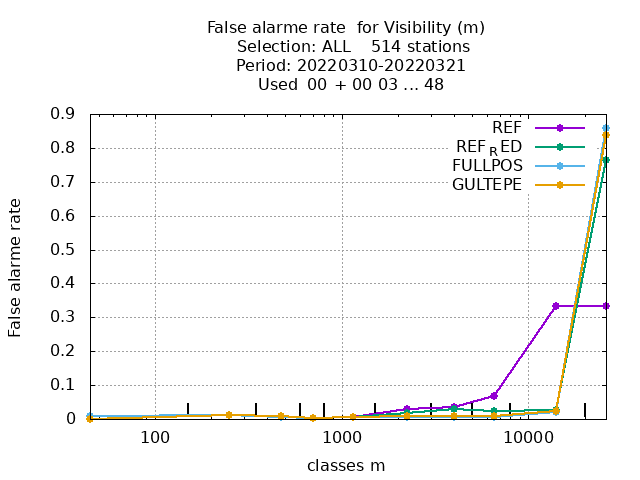 False alarme rate  for Visibility (m)
Selection: ALL    514 stations
Period: 20220310-20220321
Used  00  + 00 03 ... 48
0.9
0.8
0.7
0.6
0.5
0.4
0.3
0.2
0.1
0
False alarme rate
REF
REF_RED
FULLPOS
GULTEPE
100
1000
10000
classes m